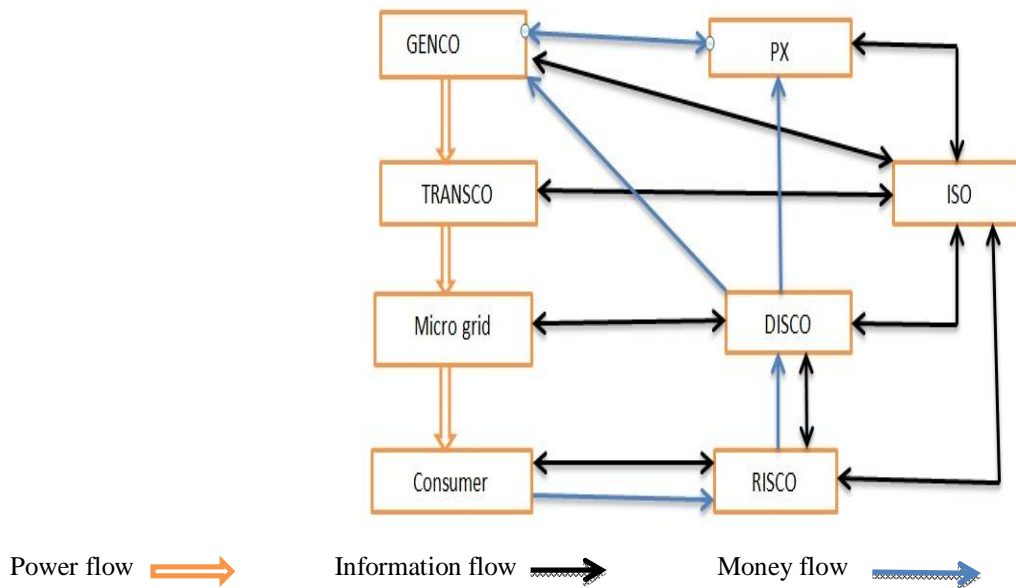 GENCO
PX
TRANSCO
ISO
Micro grid
DISCO
Consumer
RISCO
Power flow
Information flow
Money flow